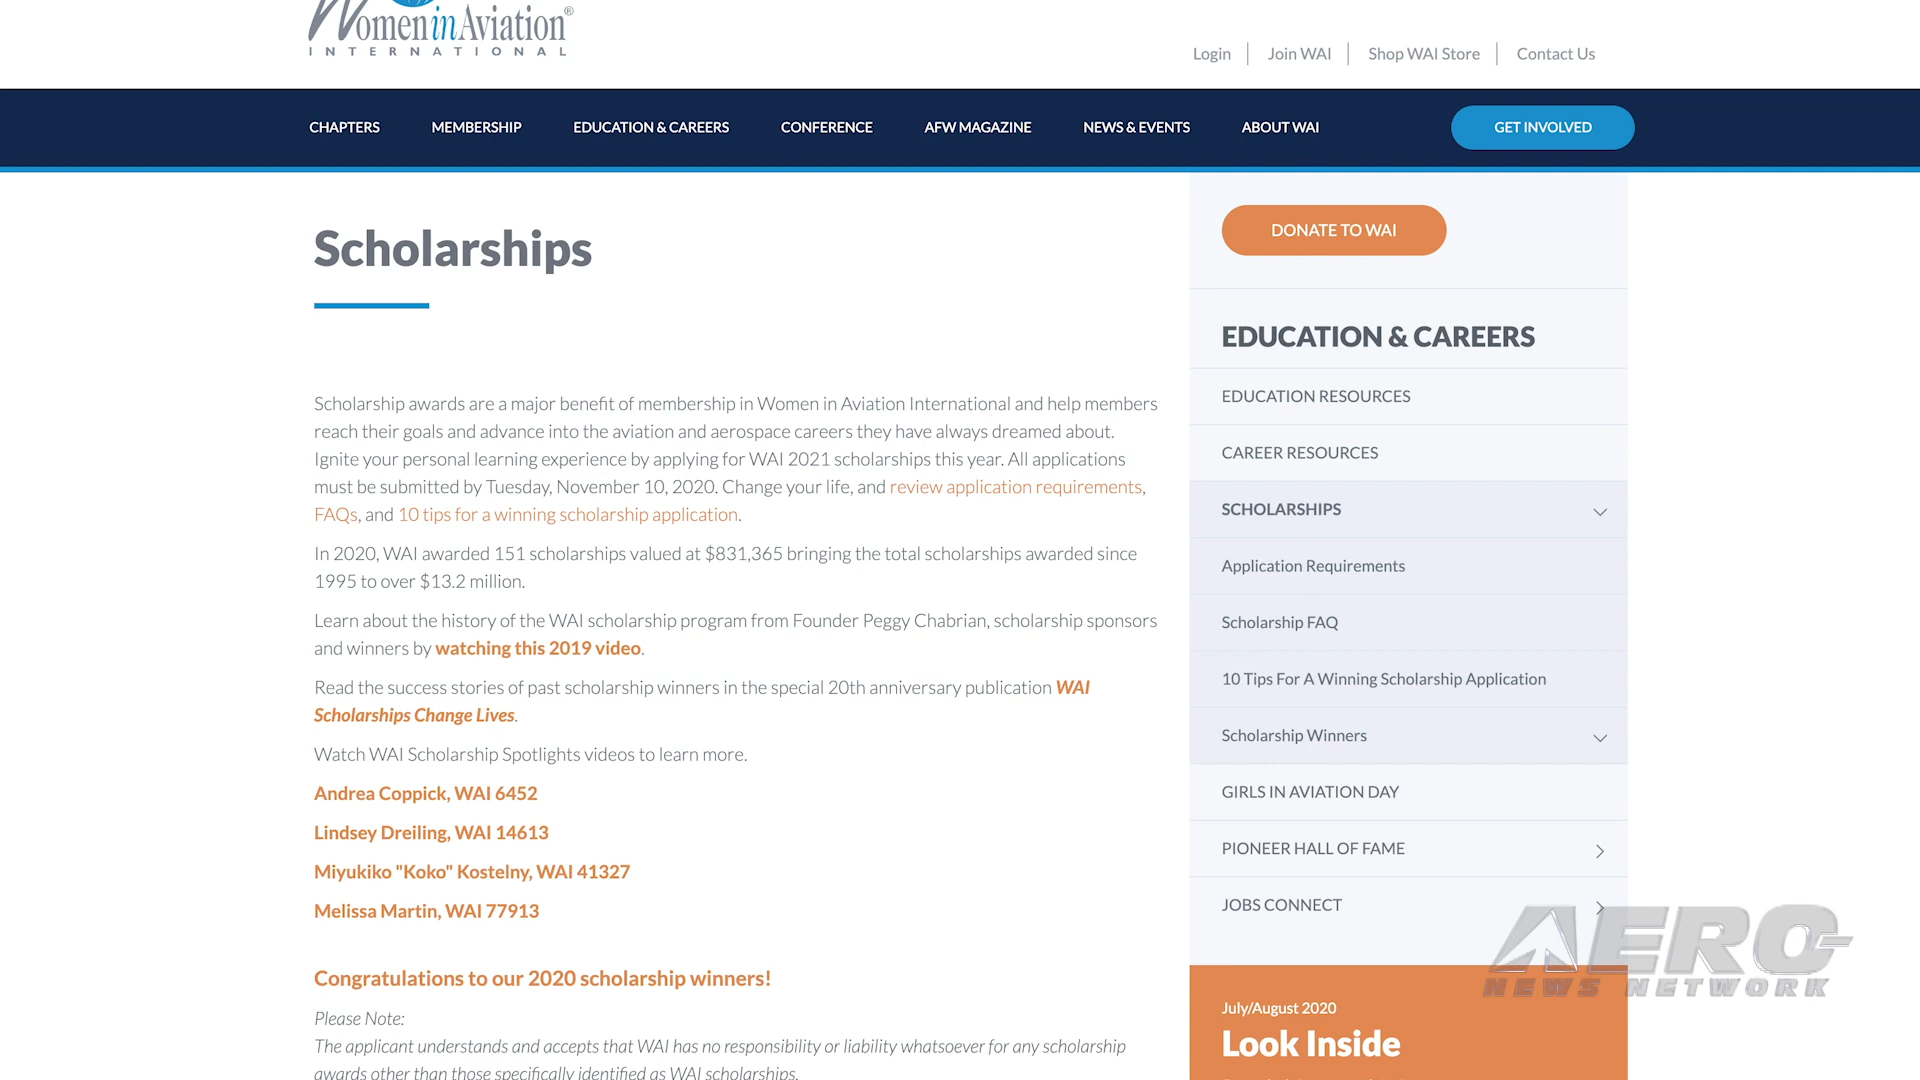 Women in Aviation®
INTERNATIONAL
Login
Join WAI
Shop WAI Store
Contact Us
CHAPTERS
MEMBERSHIP
EDUCATION & CAREERS
CONFERENCE
AFW MAGAZINE
NEWS & EVENTS
ABOUT WAI
GET INVOLVED
Scholarships
Scholarship awards are a major benefit of membership in Women in Aviation International and help members
reach their goals and advance into the aviation and aerospace careers they have always dreamed about.
Ignite your personal learning experience by applying for WAI 2021 scholarships this year. All applications
must be submitted by Tuesday, November 10, 2020. Change your life, and review application requirements,
FAQs, and 10 tips for a winning scholarship application.
In 2020, WAI awarded 151 scholarships valued at $831,365 bringing the total scholarships awarded since
1995 to over $13.2 million.
Learn about the history of the WAI scholarship program from Founder Peggy Chabrian, scholarship sponsors
and winners by watching this 2019 video.
Read the success stories of past scholarship winners in the special 20th anniversary publication WAI
Scholarships Change Lives.
Watch WAI Scholarship Spotlights videos to learn more.
Andrea Coppick, WAI 6452
Lindsey Dreiling, WAI 14613
Miyukiko "Koko" Kostelny, WAI 41327
Melissa Martin, WAI 77913
Congratulations to our 2020 scholarship winners!
Please Note:
The applicant understands and accepts that WAI has no responsibility or liability whatsoever for any scholarship
awards other than those specifically identified as WAI scholarships.
DONATE TO WAI
EDUCATION & CAREERS
EDUCATION RESOURCES
CAREER RESOURCES
SCHOLARSHIPS
Application Requirements
Scholarship FAQ
10 Tips For A Winning Scholarship Application
Scholarship Winners
GIRLS IN AVIATION DAY
PIONEER HALL OF FAME
JOBS CONNECT
July/August 2020
Look Inside
AERO-
NEWS NETWORK